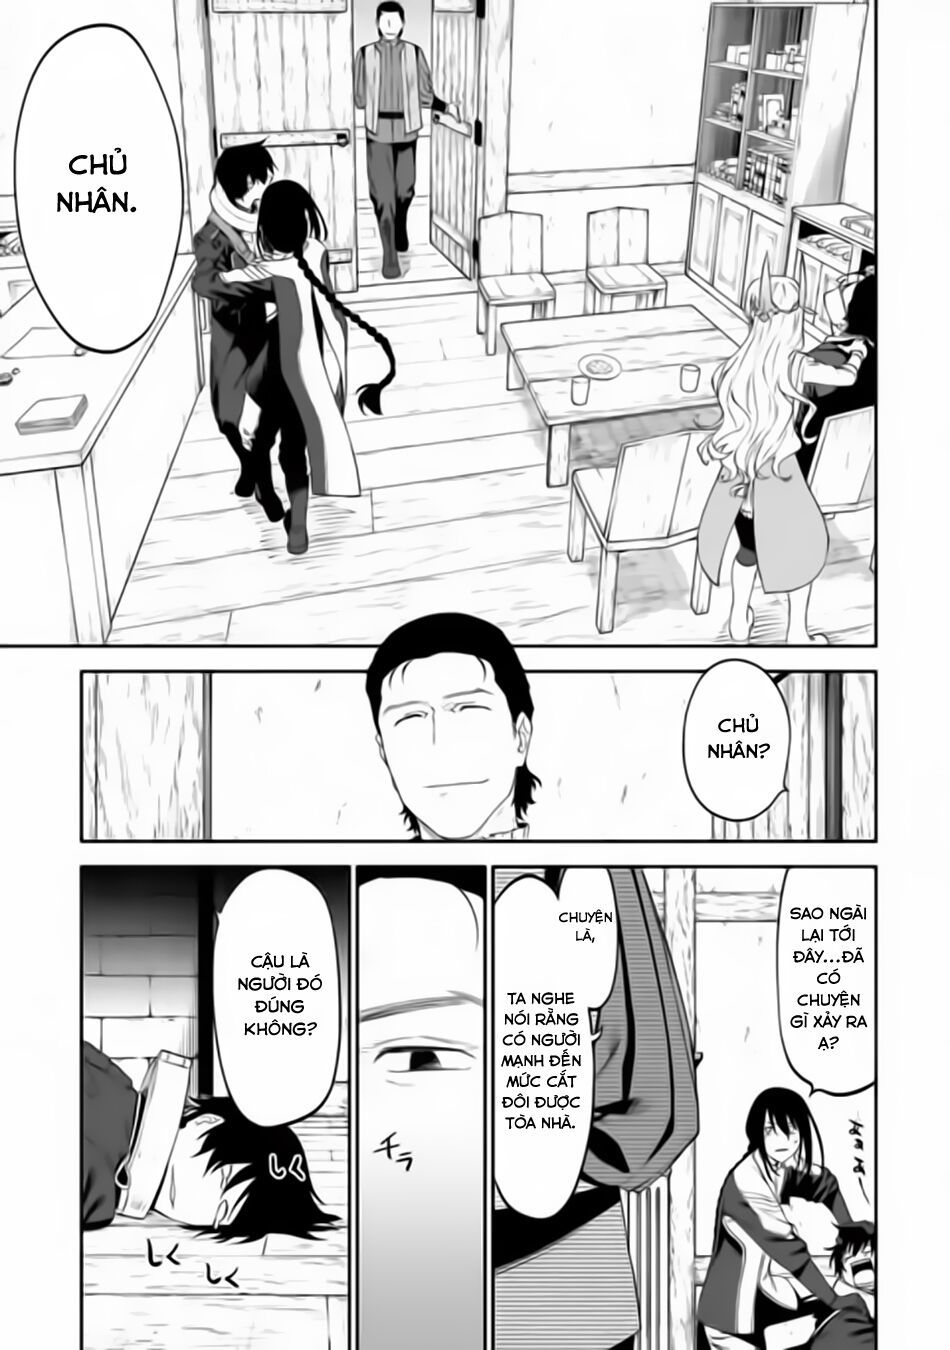 CHỦ
NHÂN.
CHỦ
NHÂN?
SAO NGÀI
LẠI TỚI
ĐÂY...ĐÃ
CÓ
CHUYỆN
GÌ XẢY RA
Ạ?
CHUYỆN
LÀ,
TA NGHE
NÓI RẰNG
CÓ NGƯỜI
MẠNH ĐẾN
MỨC CẮT
ĐÔI ĐƯỢC
TÒA NHÀ.
チラ
CẬU LÀ
NGƯỜI ĐÓ
ĐÚNG
KHÔNG?
しく
しく
しく